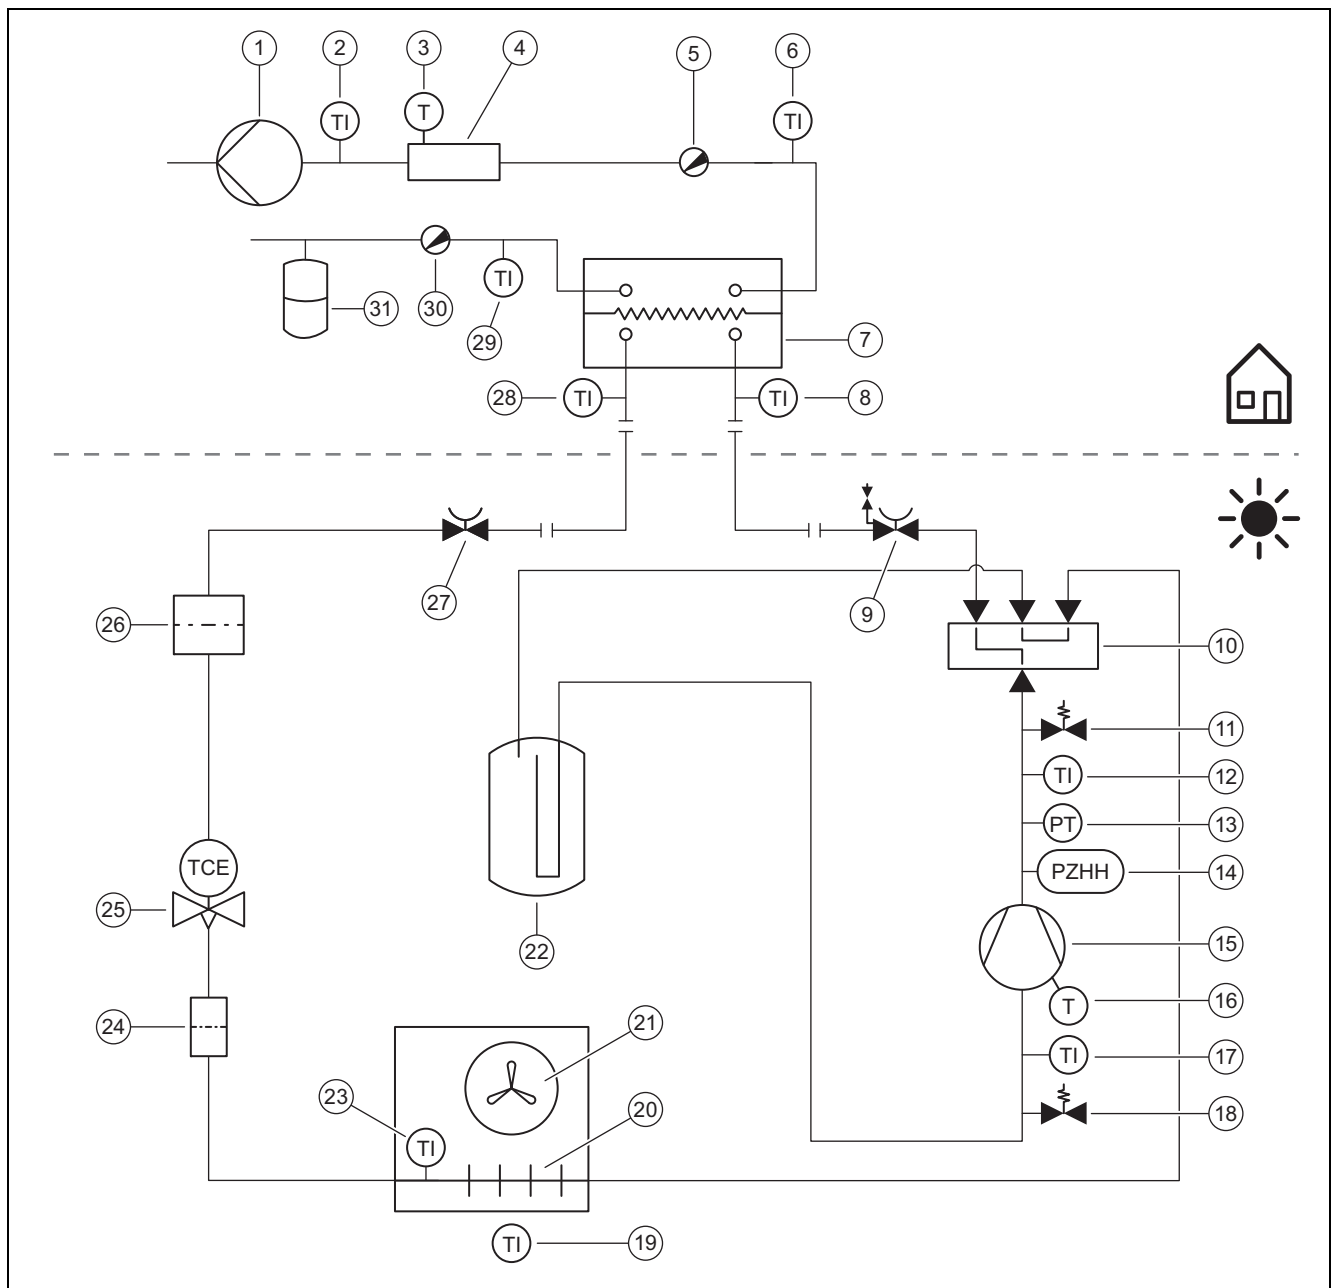 1 2 3 4 5 6
TI T TI TI
31 30 29 TI 7
28 TI TI 8
27 9
26 10
11
TI 12
PT 13
TCE PZHH 14
25 15
22
T 16
24 21 TI 17
23 20 18
TI
TI 19